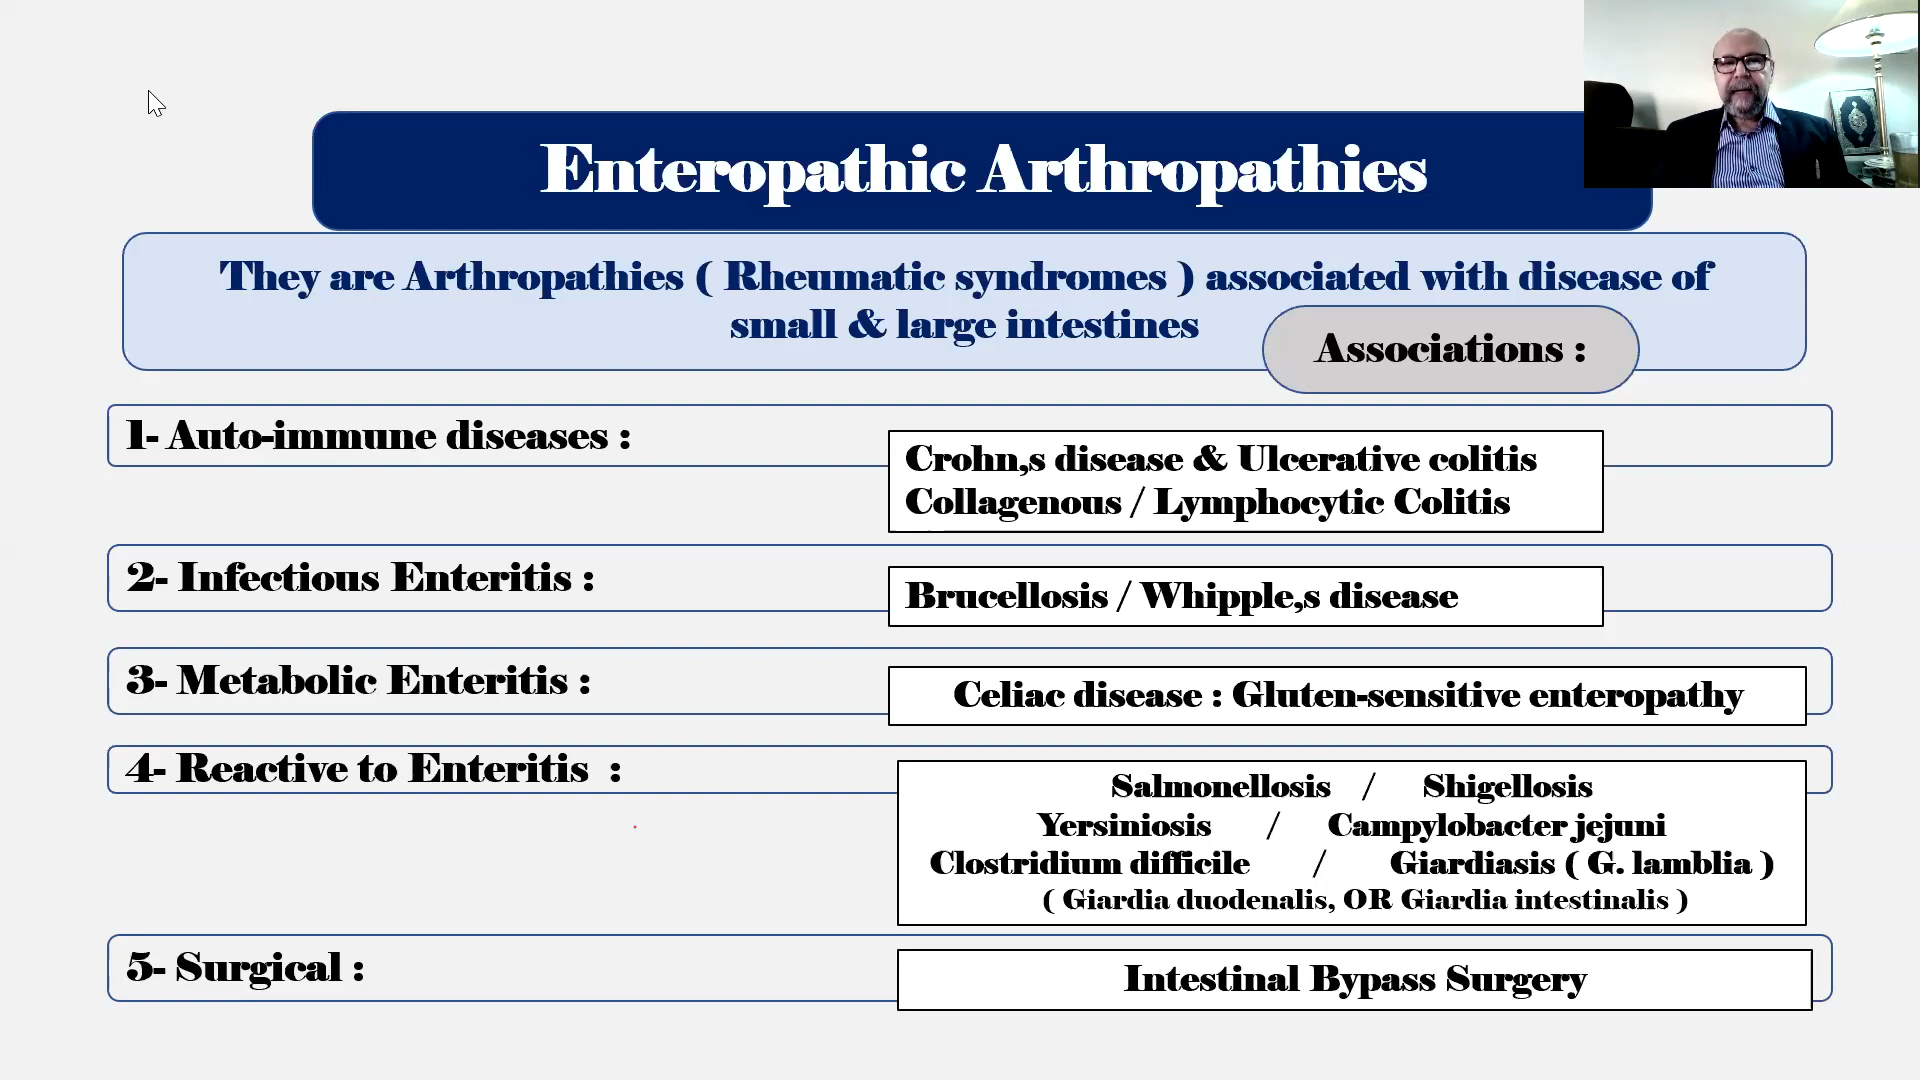 Enteropathic Arthropathies
They are Arthropathies ( Rheumatic syndromes ) associated with disease of
small & large intestines
Associations :
1- Auto-immune diseases :
Crohn,s disease & Ulcerative colitis
Collagenous / Lymphocytic Colitis
2- Infectious Enteritis :
Brucellosis / Whipple,s disease
3- Metabolic Enteritis :
Celiac disease : Gluten-sensitive enteropathy
4- Reactive to Enteritis :
Salmonellosis / Shigellosis
Yersiniosis / Campylobacter jejuni
Clostridium difficile / Giardiasis ( G. lamblia )
( Giardia duodenalis, OR Giardia intestinalis )
5- Surgical :
Intestinal Bypass Surgery